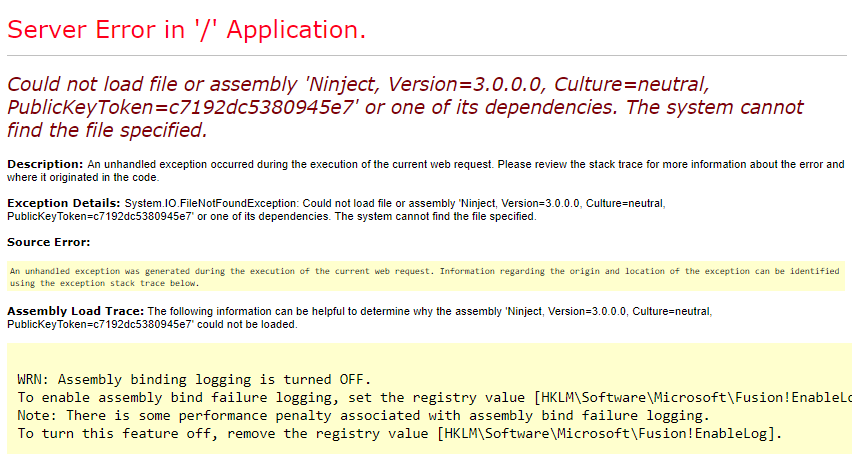 Server Error in '/' Application.
Could not load file or assembly 'Ninject, Version=3.0.0.0, Culture=neutral,
PublicKeyToken=c7192dc5380945e7' or one of its dependencies. The system cannot
find the file specified.
Description: An unhandled exception occurred during the execution of the current web request. Please review the stack trace for more information about the error and
where it originated in the code.
Exception Details: System.IO.FileNotFoundException: Could not load file or assembly 'Ninject, Version=3.0.0.0, Culture=neutral,
PublicKeyToken=c7192dc5380945e7' or one of its dependencies. The system cannot find the file specified.
Source Error:
An unhandled exception was generated during the execution of the current web request. Information regarding the origin and location of the exception can be identified
using the exception stack trace below.
Assembly Load Trace: The following information can be helpful to determine why the assembly 'Ninject, Version=3.0.0.0, Culture=neutral,
PublicKeyToken=c7192dc5380945e7' could not be loaded.
WRN: Assembly binding logging is turned OFF.
To enable assembly bind failure logging, set the registry value [HKLM\Software\Microsoft\Fusion!EnableLo
Note: There is some performance penalty associated with assembly bind failure logging.
To turn this feature off, remove the registry value [HKLM\Software\Microsoft\Fusion!EnableLog].